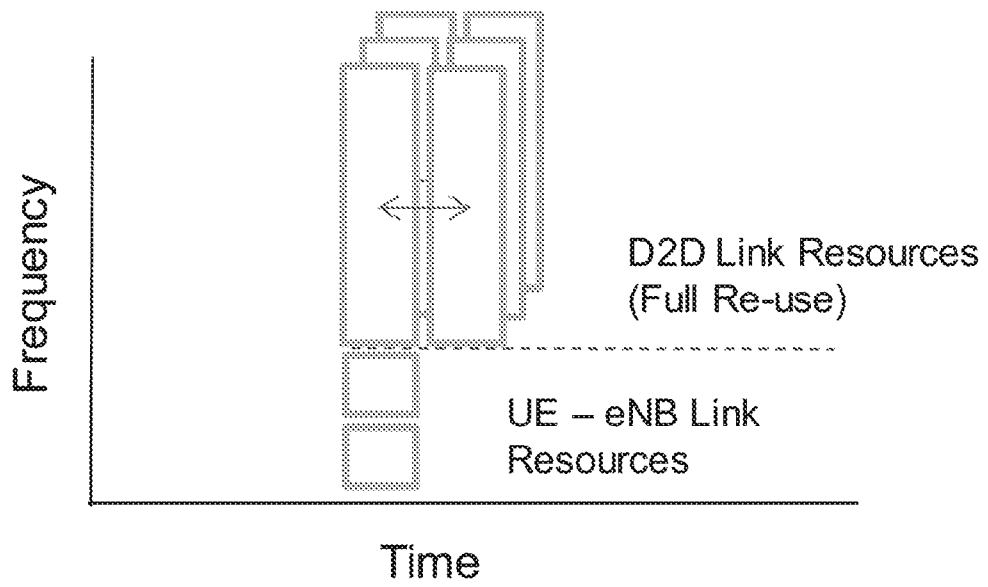 Frequency
D2D Link Resources
(Full Re-use)
UE – eNB Link
Resources
Time